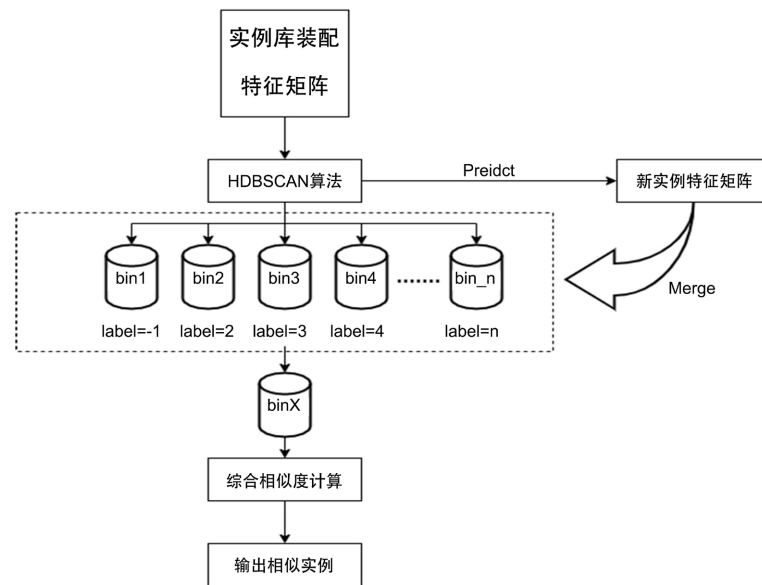 实例库装配
特征矩阵
HDBSCAN算法
Preidct
新实例特征矩阵
bin1
bin2
bin3
bin4
........
bin_n
Merge
label=-1
label=2
label=3
label=4
label=n
binX
综合相似度计算
输出相似实例